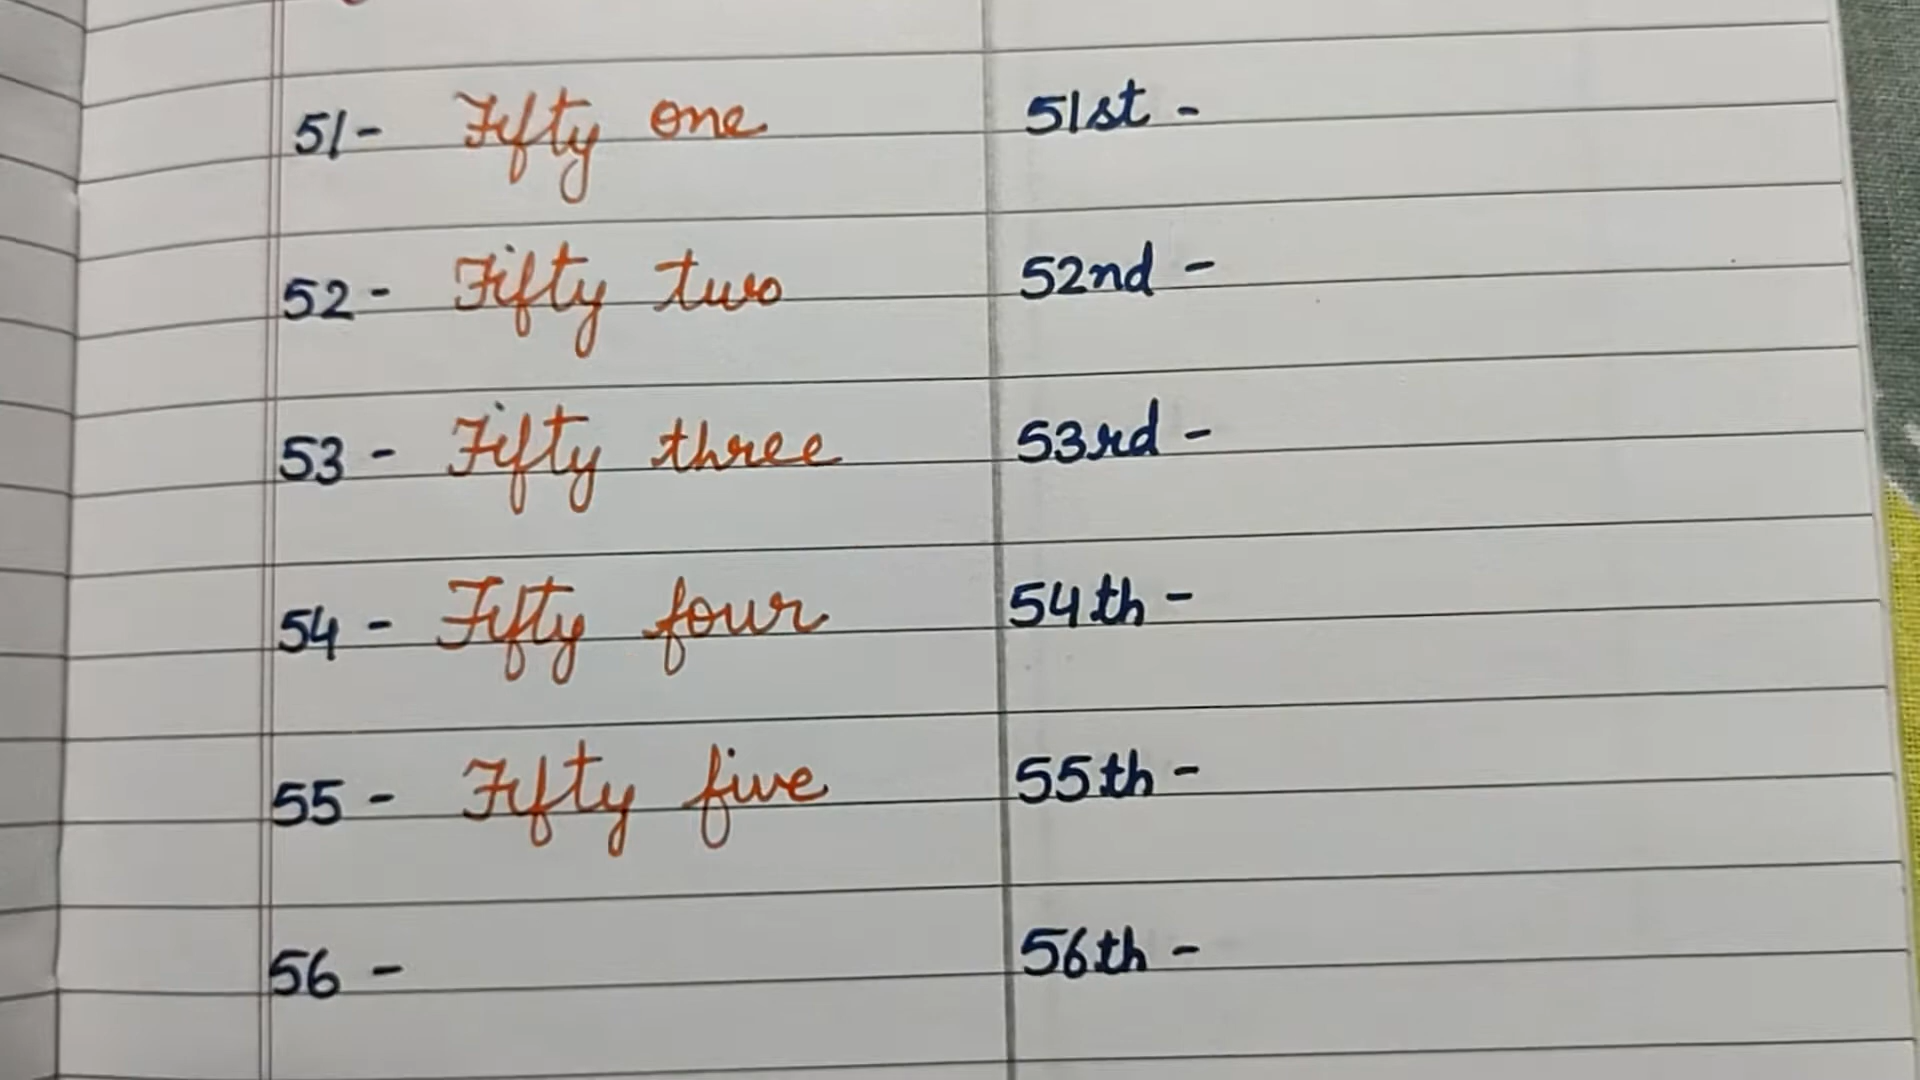 51- Fifty one 51st -
52 - Fifty two 52nd -
53 - Fifty three 53rd -
54 - Fifty four 54th -
55 - Fifty five 55th -
56 - 56th -